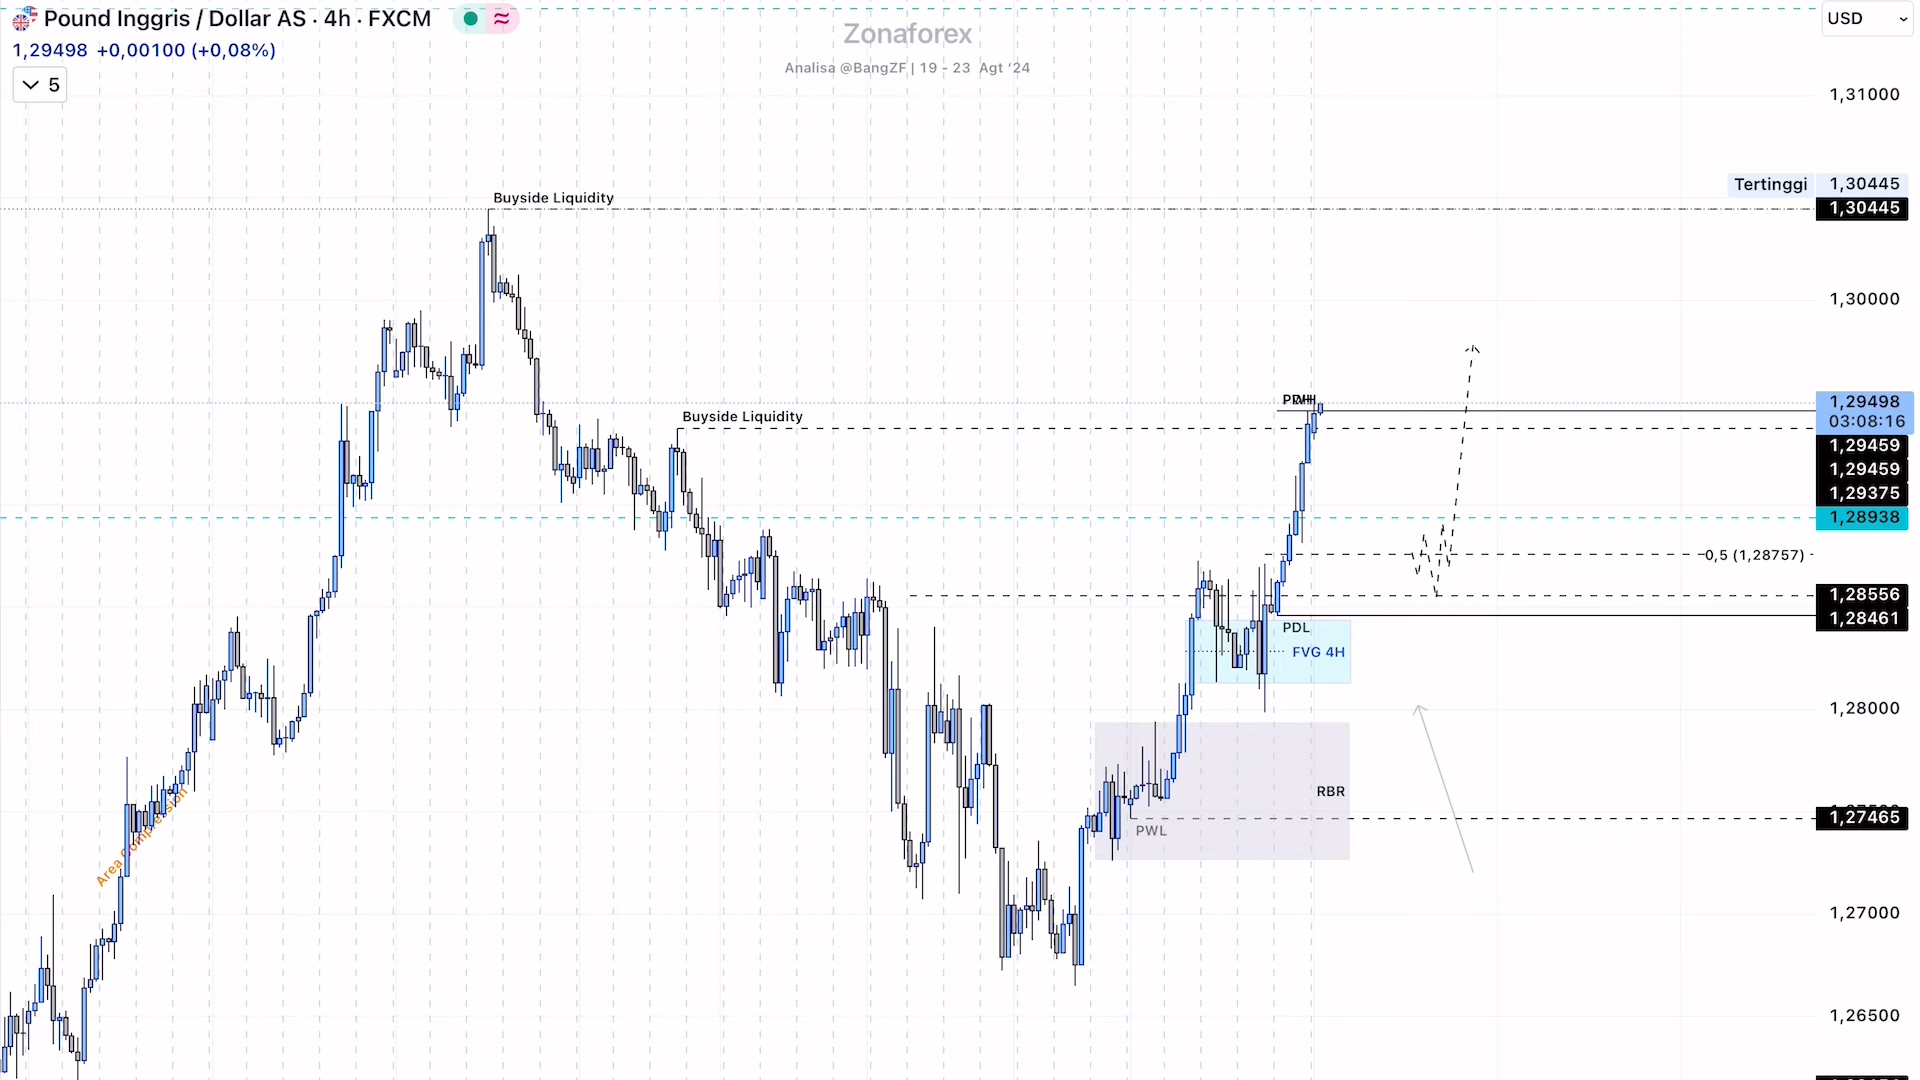 Pound Inggris / Dollar AS · 4h · FXCM
1,29498 +0,00100 (+0,08%)
5
Zonaforex
Analisa @BangZF | 19 - 23 Agt ‘24
USD
1,31000
Buyside Liquidity
Tertinggi 1,30445
1,30445
1,30000
Buyside Liquidity
1,29498
03:08:16
1,29459
1,29459
1,29375
1,28938
0,5 (1,28757)
1,28556
1,28461
PDL
FVG 4H
1,28000
RBR
1,27465
PWL
Area Compression
1,27000
1,26500